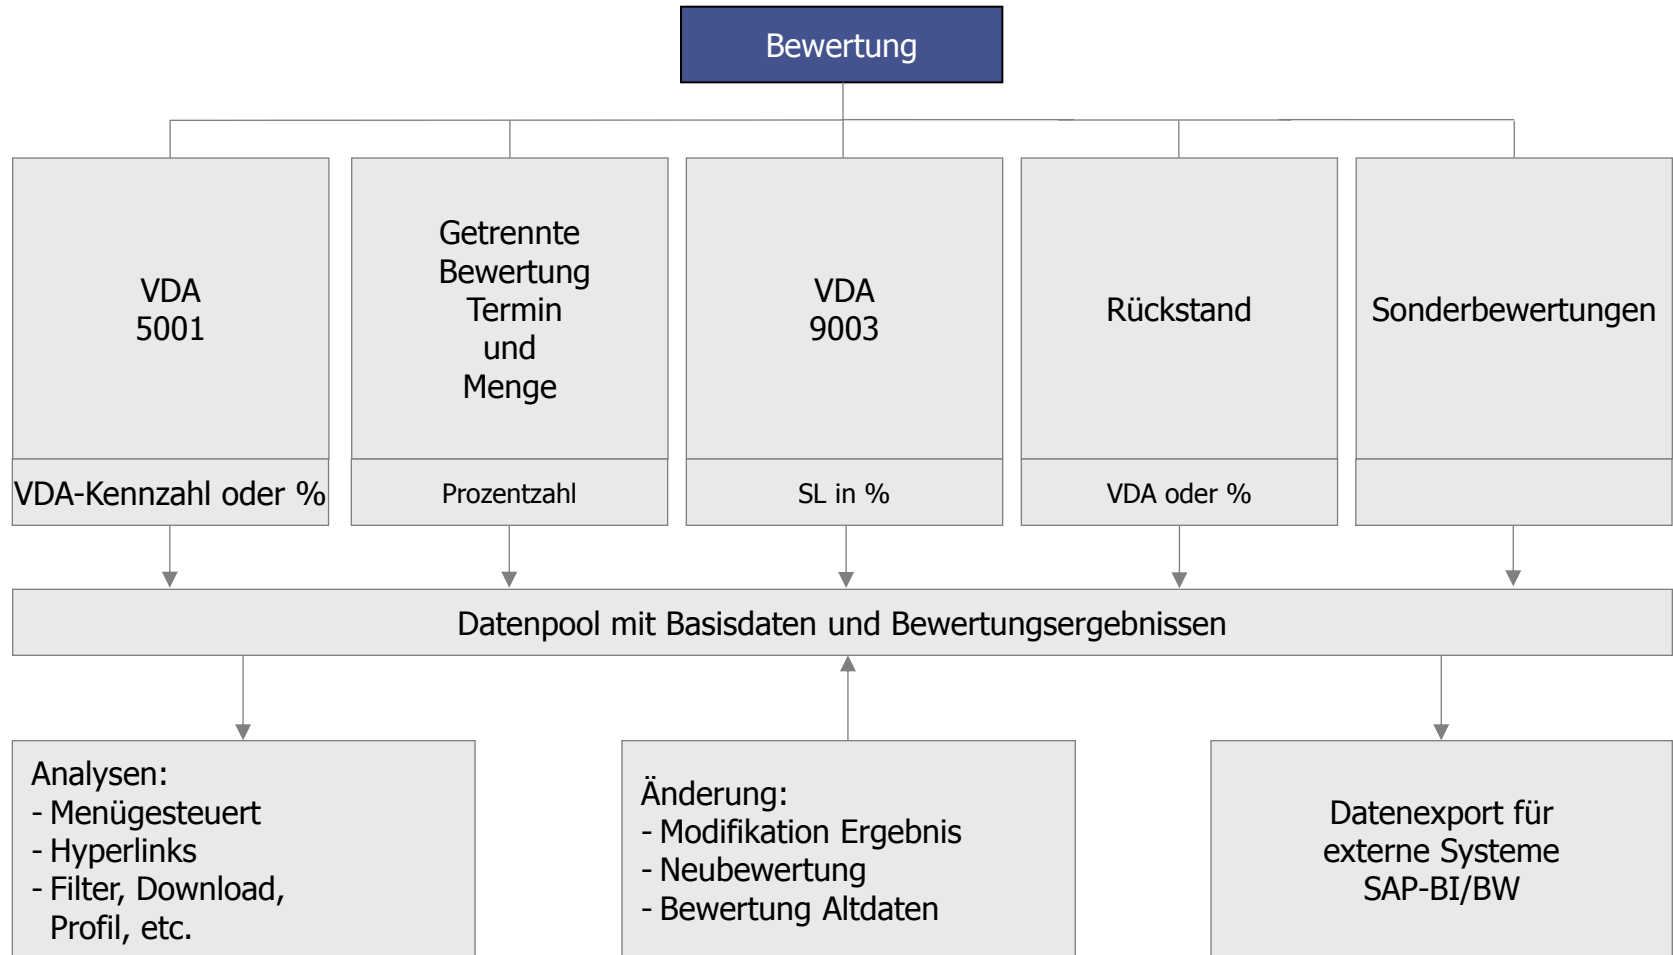 Bewertung
VDA
5001
Getrennte
Bewertung
Termin
und
Menge
VDA
9003
Rückstand
Sonderbewertungen
VDA-Kennzahl oder %
Prozentzahl
SL in %
VDA oder %
Datenpool mit Basisdaten und Bewertungsergebnissen
Analysen:
- Menügesteuert
- Hyperlinks
- Filter, Download,
Profil, etc.
Änderung:
- Modifikation Ergebnis
- Neubewertung
- Bewertung Altdaten
Datenexport für
externe Systeme
SAP-BI/BW